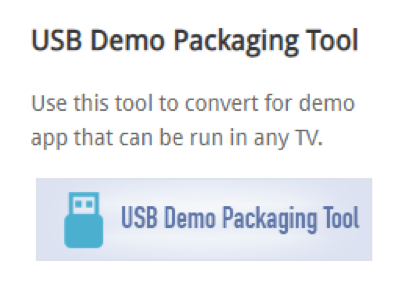 USB Demo Packaging Tool
Use this tool to convert for demo
app that can be run in any TV.
USB Demo Packaging Tool